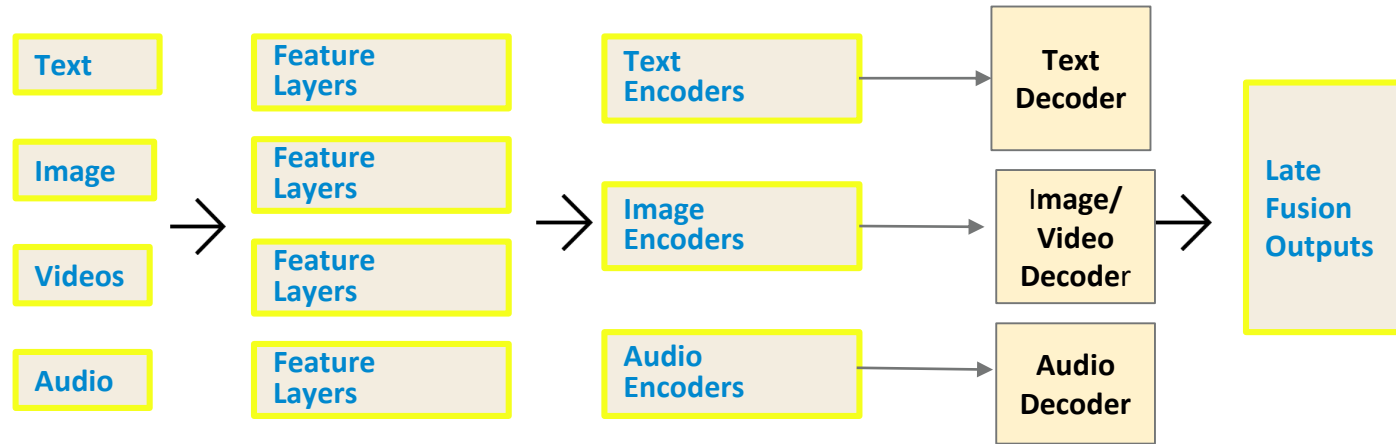 Text
Image
Videos
Audio
Feature
Layers
Feature
Layers
Feature
Layers
Feature
Layers
Text
Encoders
Image
Encoders
Audio
Encoders
Text
Decoder
Image/
Video
Decoder
Audio
Decoder
Late
Fusion
Outputs